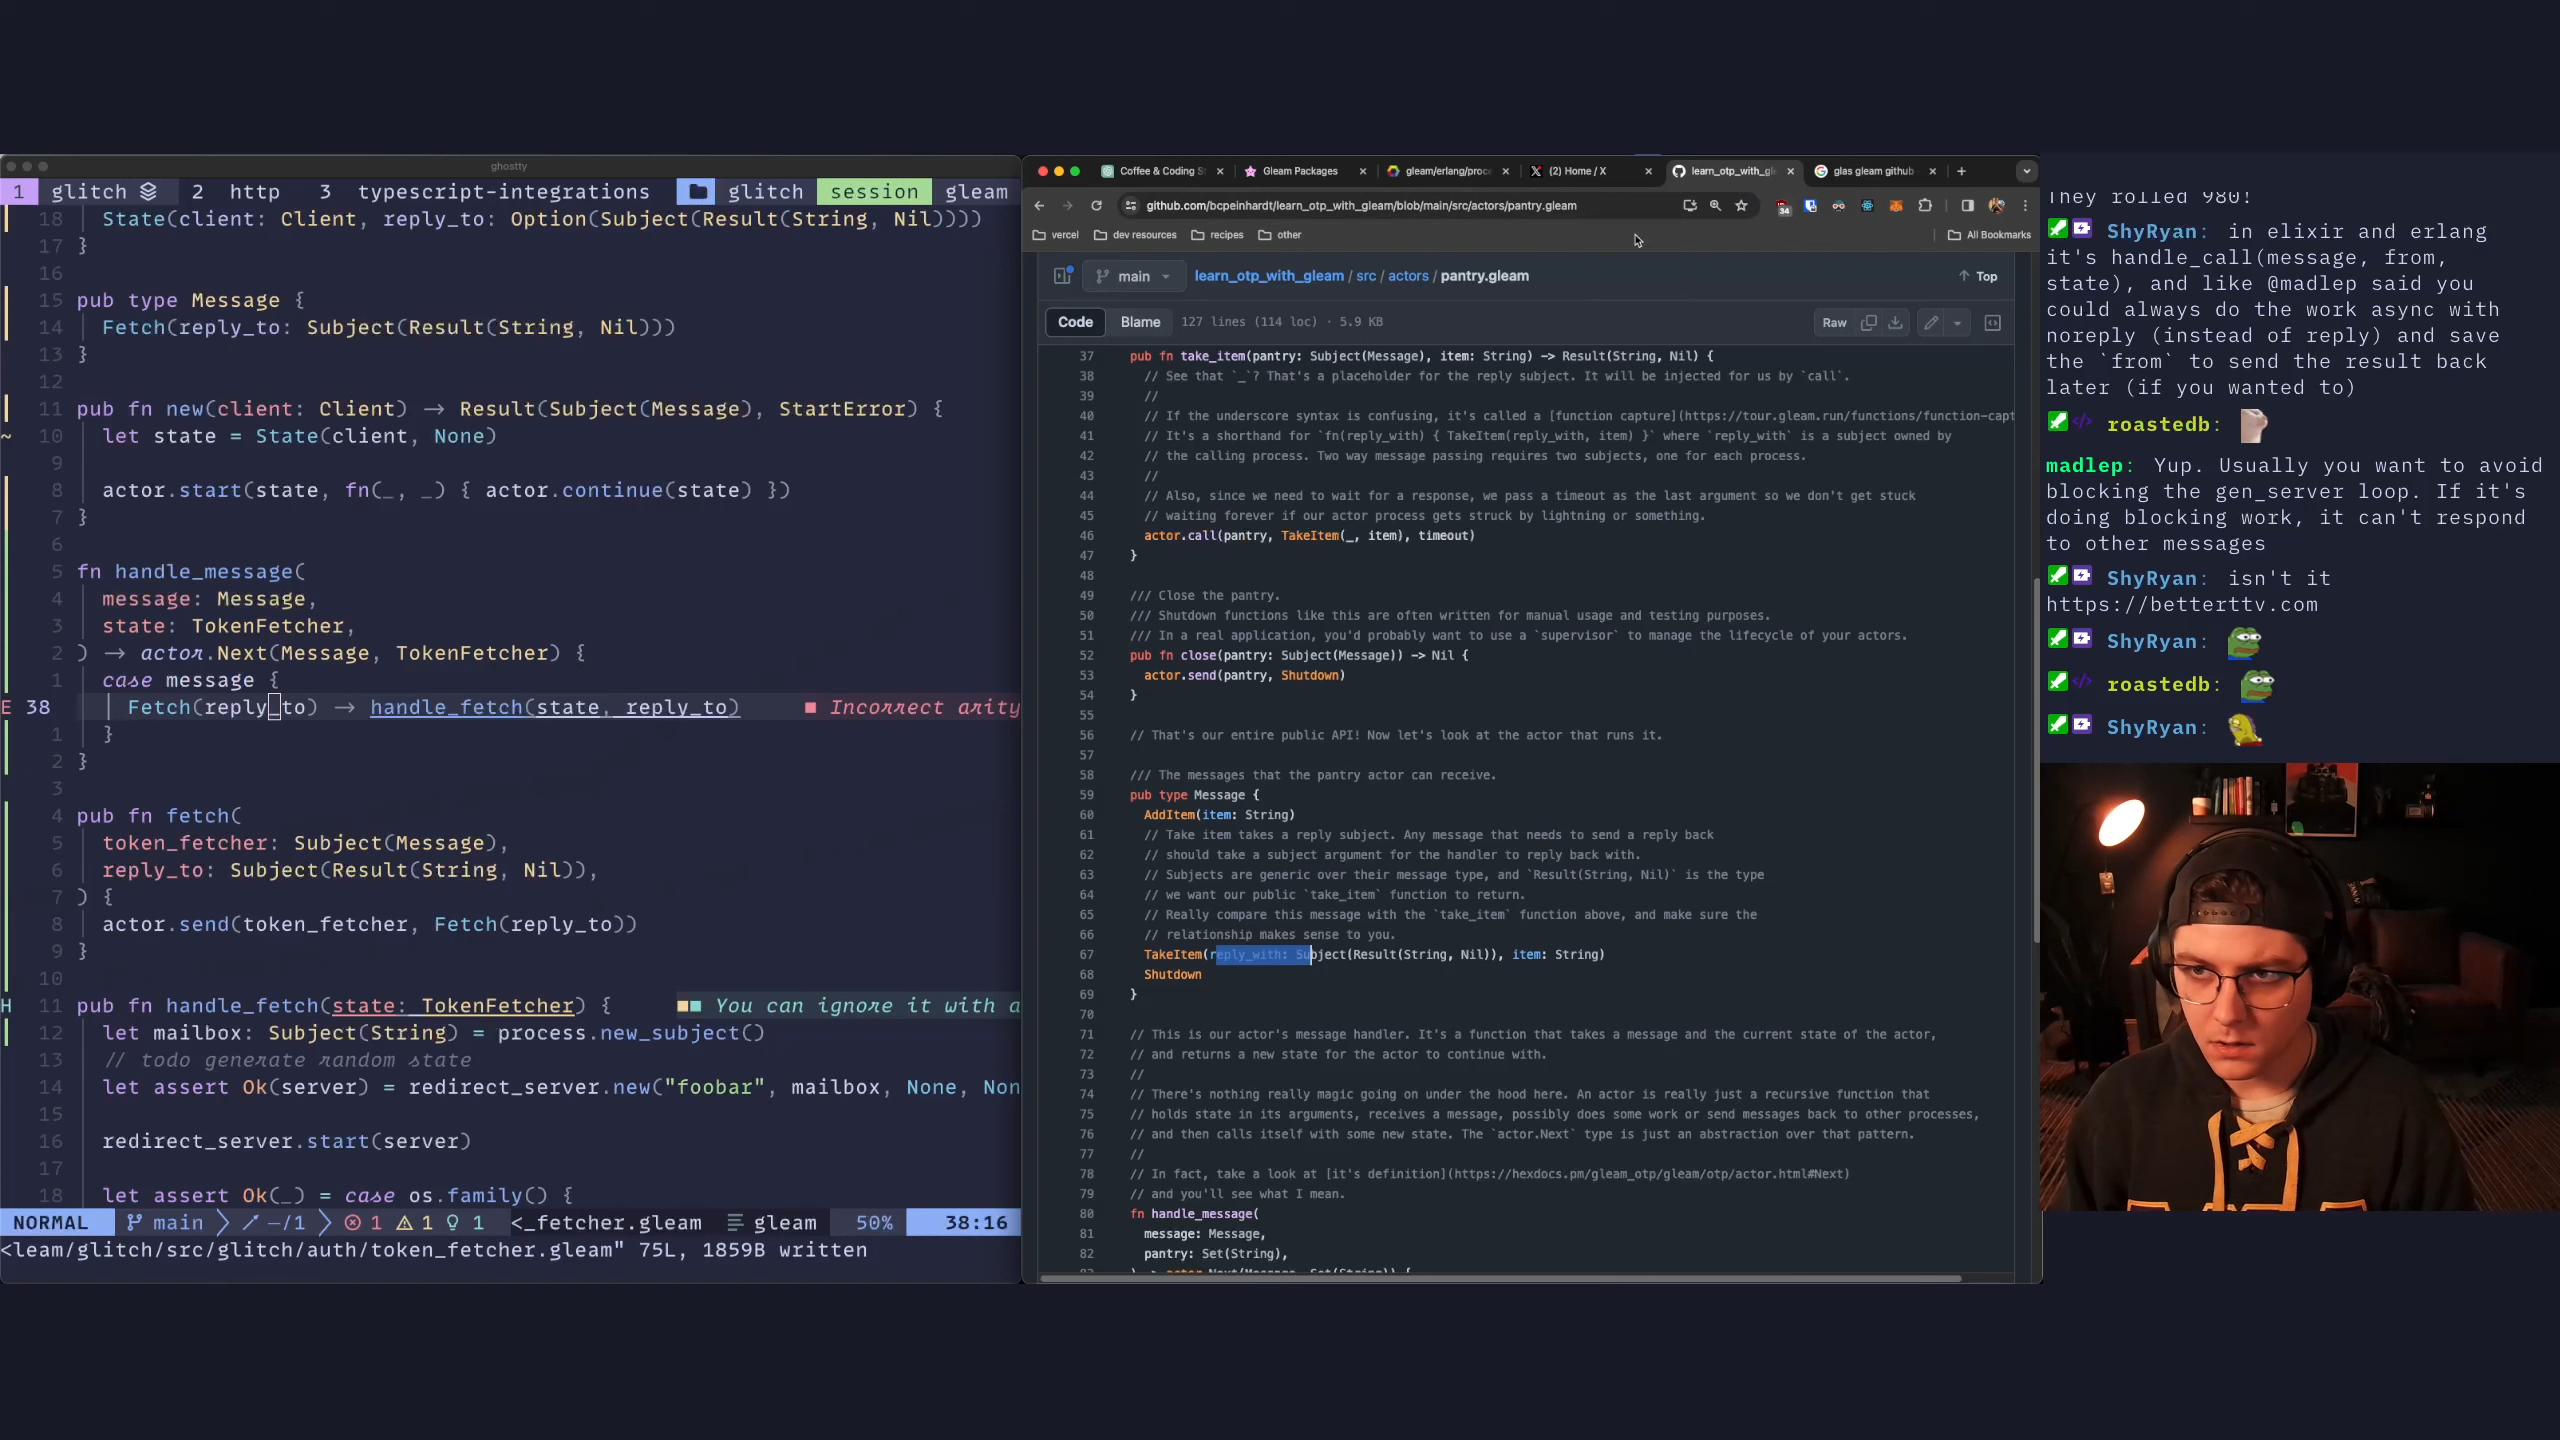 ghostty
1 glitch 2 http 3 typescript-integrations glitch session gleam
18 State(client: Client, reply_to: Option(Subject(Result(String, Nil))))
17 }
16
15 pub type Message {
14 Fetch(reply_to: Subject(Result(String, Nil)))
13 }
12
11 pub fn new(client: Client) → Result(Subject(Message), StartError) {
~ 10 let state = State(client, None)
9
8 actor.start(state, fn(_, _) { actor.continue(state) })
7 }
6
5 fn handle_message(
4 message: Message,
3 state: TokenFetcher,
2 ) → actor.Next(Message, TokenFetcher) {
1 case message {
E 38 Fetch(reply_to) → handle_fetch(state, reply_to) ■ Incorrect arity
1 }
2 }
3
4 pub fn fetch(
5 token_fetcher: Subject(Message),
6 reply_to: Subject(Result(String, Nil)),
7 ) {
8 actor.send(token_fetcher, Fetch(reply_to))
9 }
10
H 11 pub fn handle_fetch(state: TokenFetcher) { ■■ You can ignore it with a
12 let mailbox: Subject(String) = process.new_subject()
13 // todo generate random state
14 let assert Ok(server) = redirect_server.new("foobar", mailbox, None, Non
15
16 redirect_server.start(server)
17
18 let assert Ok(_) = case os.family() {
NORMAL main −/1 1 1 1 <_fetcher.gleam gleam 50% 38:16
<leam/glitch/src/glitch/auth/token_fetcher.gleam" 75L, 1859B written
Coffee & Coding S Gleam Packages gleam/erlang/proc (2) Home / X learn_otp_with_gl glas gleam github
github.com/bcpeinhardt/learn_otp_with_gleam/blob/main/src/actors/pantry.gleam 34
vercel dev resources recipes other All Bookmarks
main learn_otp_with_gleam / src / actors / pantry.gleam Top
Code Blame 127 lines (114 loc) · 5.9 KB Raw
37 pub fn take_item(pantry: Subject(Message), item: String) -> Result(String, Nil) {
38 // See that `_`? That's a placeholder for the reply subject. It will be injected for us by `call`.
39 //
40 // If the underscore syntax is confusing, it's called a [function capture](https://tour.gleam.run/functions/function-capt
41 // It's a shorthand for `fn(reply_with) { TakeItem(reply_with, item) }` where `reply_with` is a subject owned by
42 // the calling process. Two way message passing requires two subjects, one for each process.
43 //
44 // Also, since we need to wait for a response, we pass a timeout as the last argument so we don't get stuck
45 // waiting forever if our actor process gets struck by lightning or something.
46 actor.call(pantry, TakeItem(_, item), timeout)
47 }
48
49 /// Close the pantry.
50 /// Shutdown functions like this are often written for manual usage and testing purposes.
51 /// In a real application, you'd probably want to use a `supervisor` to manage the lifecycle of your actors.
52 pub fn close(pantry: Subject(Message)) -> Nil {
53 actor.send(pantry, Shutdown)
54 }
55
56 // That's our entire public API! Now let's look at the actor that runs it.
57
58 /// The messages that the pantry actor can receive.
59 pub type Message {
60 AddItem(item: String)
61 // Take item takes a reply subject. Any message that needs to send a reply back
62 // should take a subject argument for the handler to reply back with.
63 // Subjects are generic over their message type, and `Result(String, Nil)` is the type
64 // we want our public `take_item` function to return.
65 // Really compare this message with the `take_item` function above, and make sure the
66 // relationship makes sense to you.
67 TakeItem(reply_with: Subject(Result(String, Nil)), item: String)
68 Shutdown
69 }
70
71 // This is our actor's message handler. It's a function that takes a message and the current state of the actor,
72 // and returns a new state for the actor to continue with.
73 //
74 // There's nothing really magic going on under the hood here. An actor is really just a recursive function that
75 // holds state in its arguments, receives a message, possibly does some work or send messages back to other processes,
76 // and then calls itself with some new state. The `actor.Next` type is just an abstraction over that pattern.
77 //
78 // In fact, take a look at [it's definition](https://hexdocs.pm/gleam_otp/gleam/otp/actor.html#Next)
79 // and you'll see what I mean.
80 fn handle_message(
81 message: Message,
82 pantry: Set(String),
83 ) -> actor.Next(Message, Set(String)) {
They rolled 980!
ShyRyan: in elixir and erlang
it's handle_call(message, from,
state), and like @madlep said you
could always do the work async with
noreply (instead of reply) and save
the `from` to send the result back
later (if you wanted to)
roastedb:
madlep: Yup. Usually you want to avoid
blocking the gen_server loop. If it's
doing blocking work, it can't respond
to other messages
ShyRyan: isn't it
https://betterttv.com
ShyRyan:
roastedb:
ShyRyan: